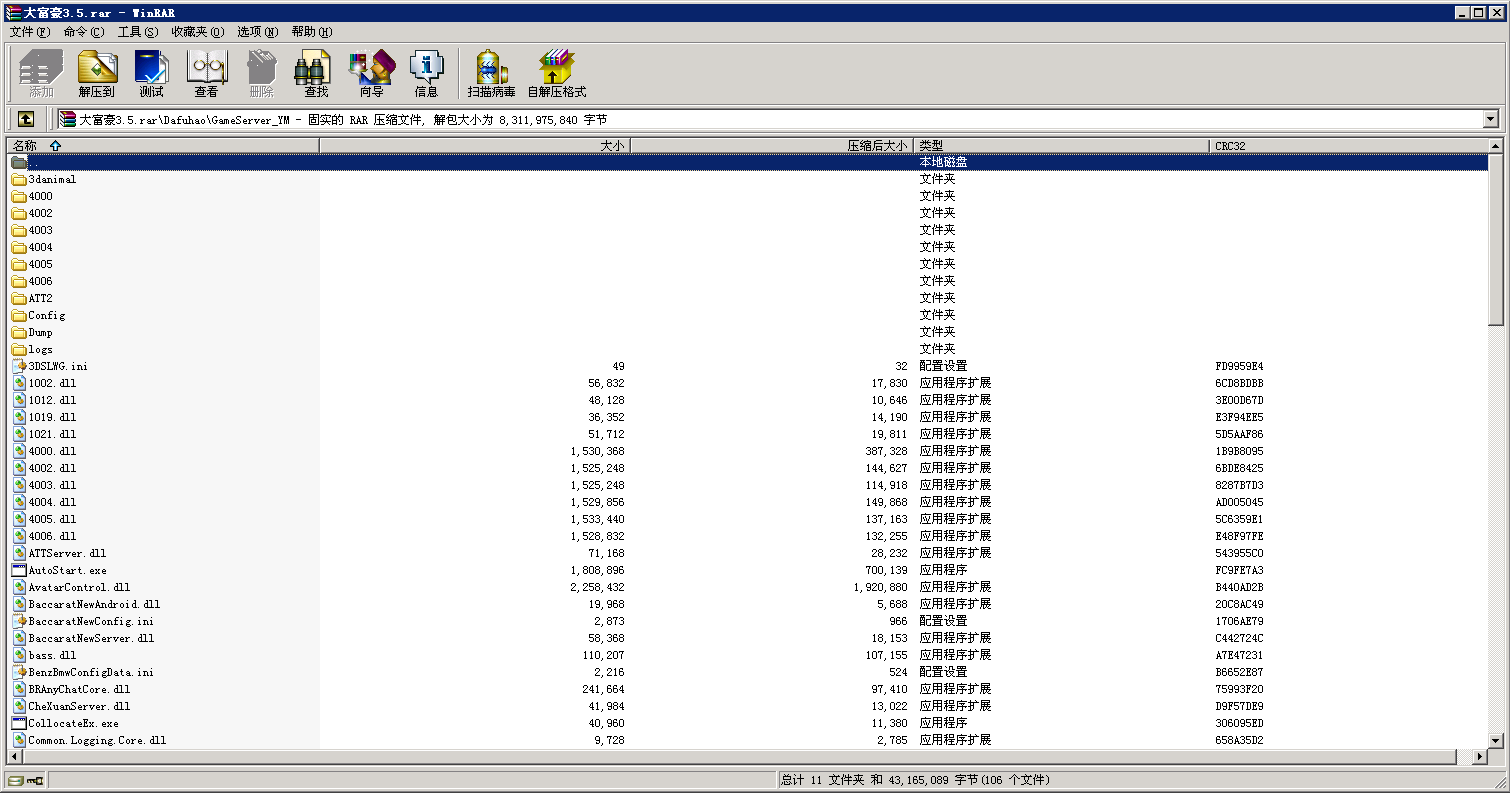 大富豪3.5.rar - WinRAR
文件(F) 命令(C) 工具(S) 收藏夹(O) 选项(N) 帮助(H)
添加 解压到 测试 查看 删除 查找 向导 信息 扫描病毒 自解压格式
大富豪3.5.rar\Dafuhao\GameServer_YM - 固实的 RAR 压缩文件, 解包大小为 8,311,975,840 字节
名称 大小 压缩后大小 类型 CRC32
.. 本地磁盘
3danimal 文件夹
4000 文件夹
4002 文件夹
4003 文件夹
4004 文件夹
4005 文件夹
4006 文件夹
ATT2 文件夹
Config 文件夹
Dump 文件夹
logs 文件夹
3DSLWG.ini 49 32 配置设置 FD9959E4
1002.dll 56,832 17,830 应用程序扩展 6CD8BDBB
1012.dll 48,128 10,646 应用程序扩展 3E00D67D
1019.dll 36,352 14,190 应用程序扩展 E3F94EE5
1021.dll 51,712 19,811 应用程序扩展 5D5AAF86
4000.dll 1,530,368 387,328 应用程序扩展 1B9B8095
4002.dll 1,525,248 144,627 应用程序扩展 6BDE8425
4003.dll 1,525,248 114,918 应用程序扩展 8287B7D3
4004.dll 1,529,856 149,868 应用程序扩展 AD005045
4005.dll 1,533,440 137,163 应用程序扩展 5C6359E1
4006.dll 1,528,832 132,255 应用程序扩展 E48F97FE
ATTServer.dll 71,168 28,232 应用程序扩展 543955C0
AutoStart.exe 1,808,896 700,139 应用程序 FC9FE7A3
AvatarControl.dll 2,258,432 1,920,880 应用程序扩展 B440AD2B
BaccaratNewAndroid.dll 19,968 5,688 应用程序扩展 20C8AC49
BaccaratNewConfig.ini 2,873 966 配置设置 1706AE79
BaccaratNewServer.dll 58,368 18,153 应用程序扩展 C442724C
bass.dll 110,207 107,155 应用程序扩展 A7E47231
BenzBmwConfigData.ini 2,216 524 配置设置 B6652E87
BRAnyChatCore.dll 241,664 97,410 应用程序扩展 75993F20
CheXuanServer.dll 41,984 13,022 应用程序扩展 D9F57DE9
CollocateEx.exe 40,960 11,380 应用程序 306095ED
Common.Logging.Core.dll 9,728 2,785 应用程序扩展 658A35D2
总计 11 文件夹 和 43,165,089 字节(106 个文件)